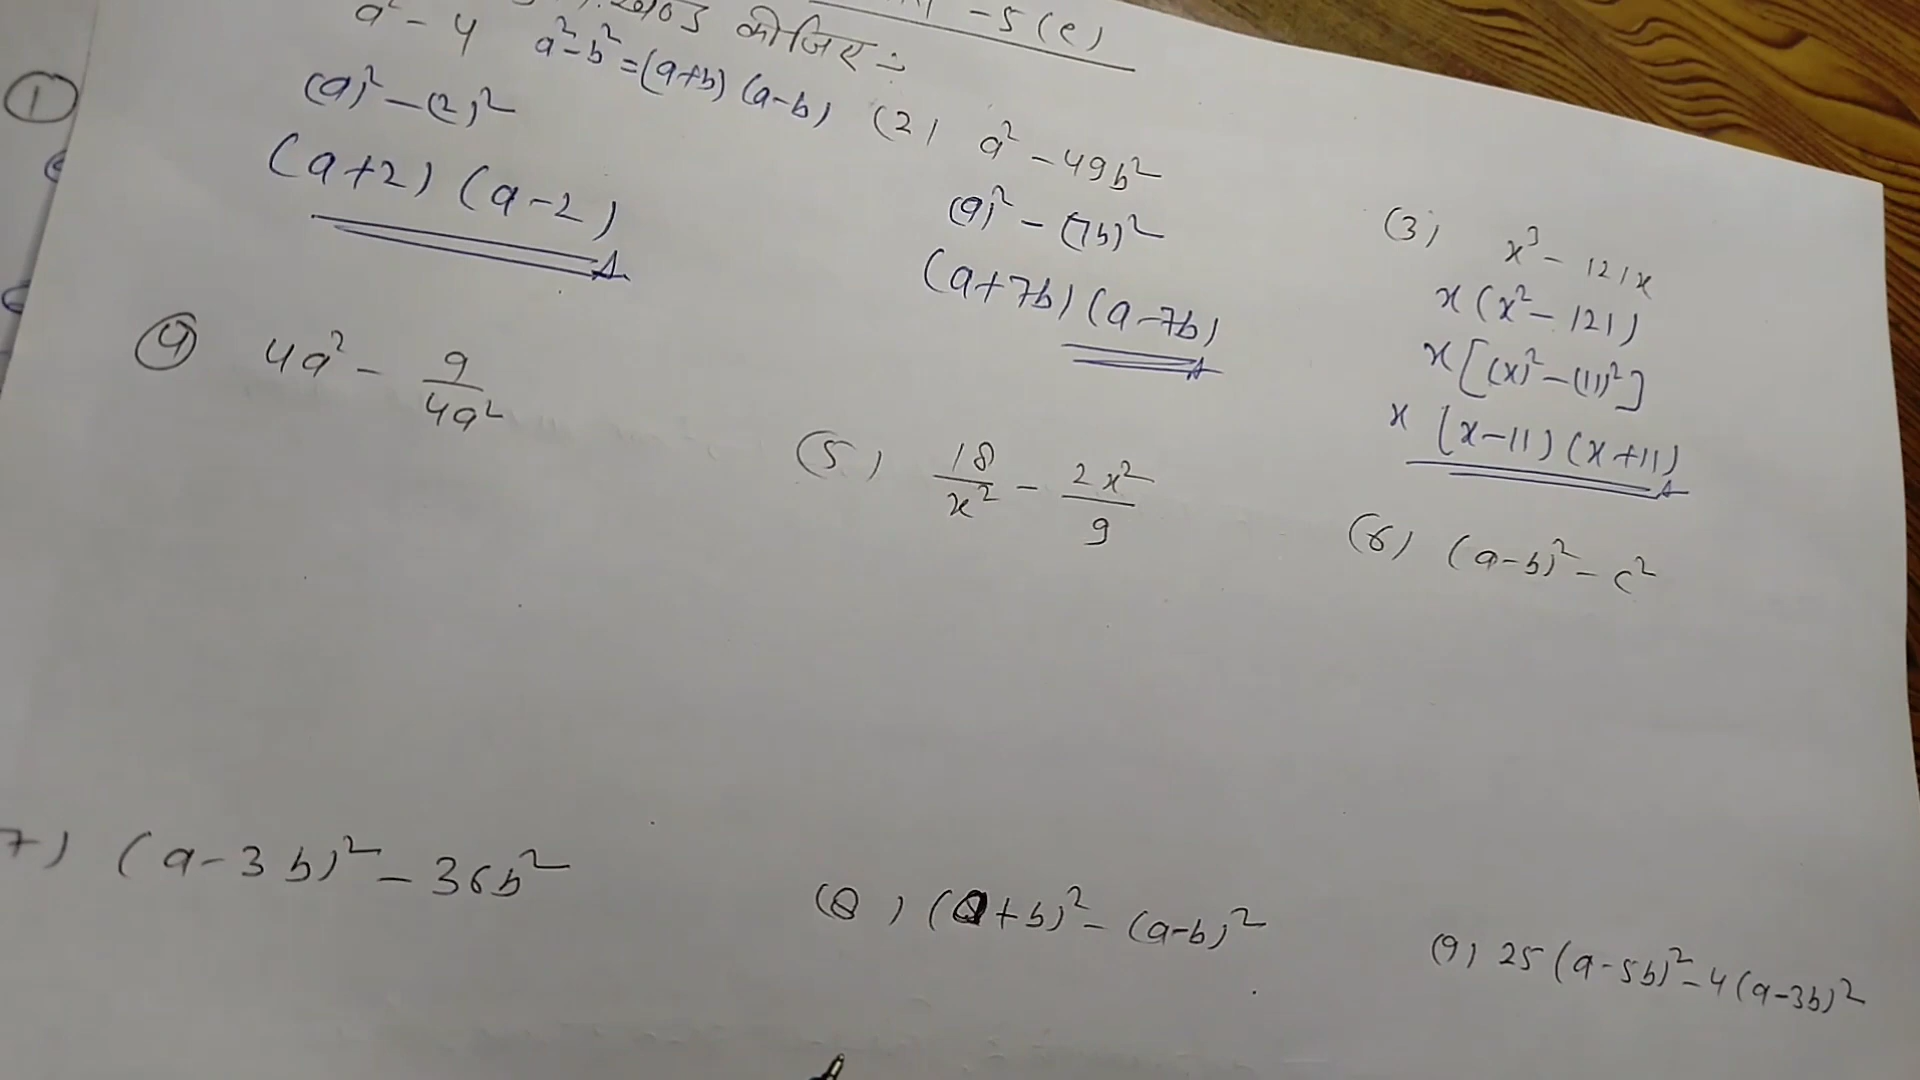 -5(e)
कीजिए :-
① a² - 4 a² - b² = (a+b) (a-b)
(a)² - (2)²
(a+2) (a-2)
(2) a² - 49b²
(a)² - (7b)²
(a+7b) (a-7b)
(3) x³ - 121x
x (x² - 121)
x [(x)² - (11)²]
x (x-11) (x+11)
④ 4a² - 9/4a²
(5) 18/x² - 2x²/9
(6) (a-b)² - c²
7) (a-3b)² - 36b²
(8) (a+b)² - (a-b)²
(9) 25(a-5b)² - 4(a-3b)²